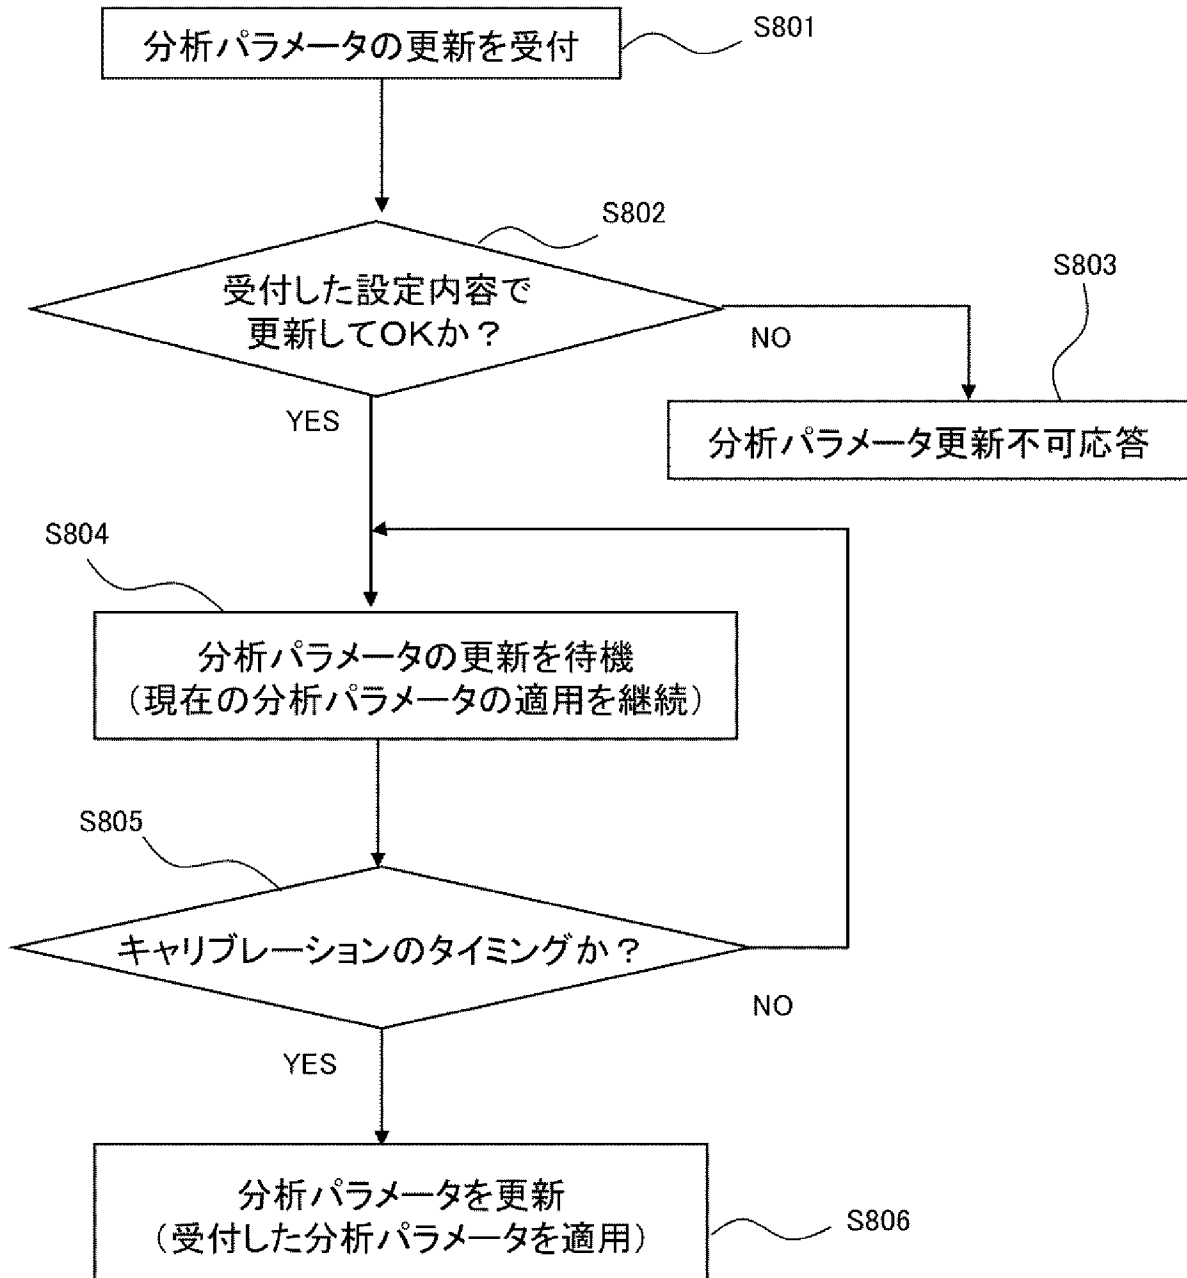 分析パラメータの更新を受付
S801
S802
受付した設定内容で
更新してOKか？
S803
NO
YES
分析パラメータ更新不可応答
S804
分析パラメータの更新を待機
（現在の分析パラメータの適用を継続）
S805
キャリブレーションのタイミングか？
NO
YES
分析パラメータを更新
（受付した分析パラメータを適用）
S806